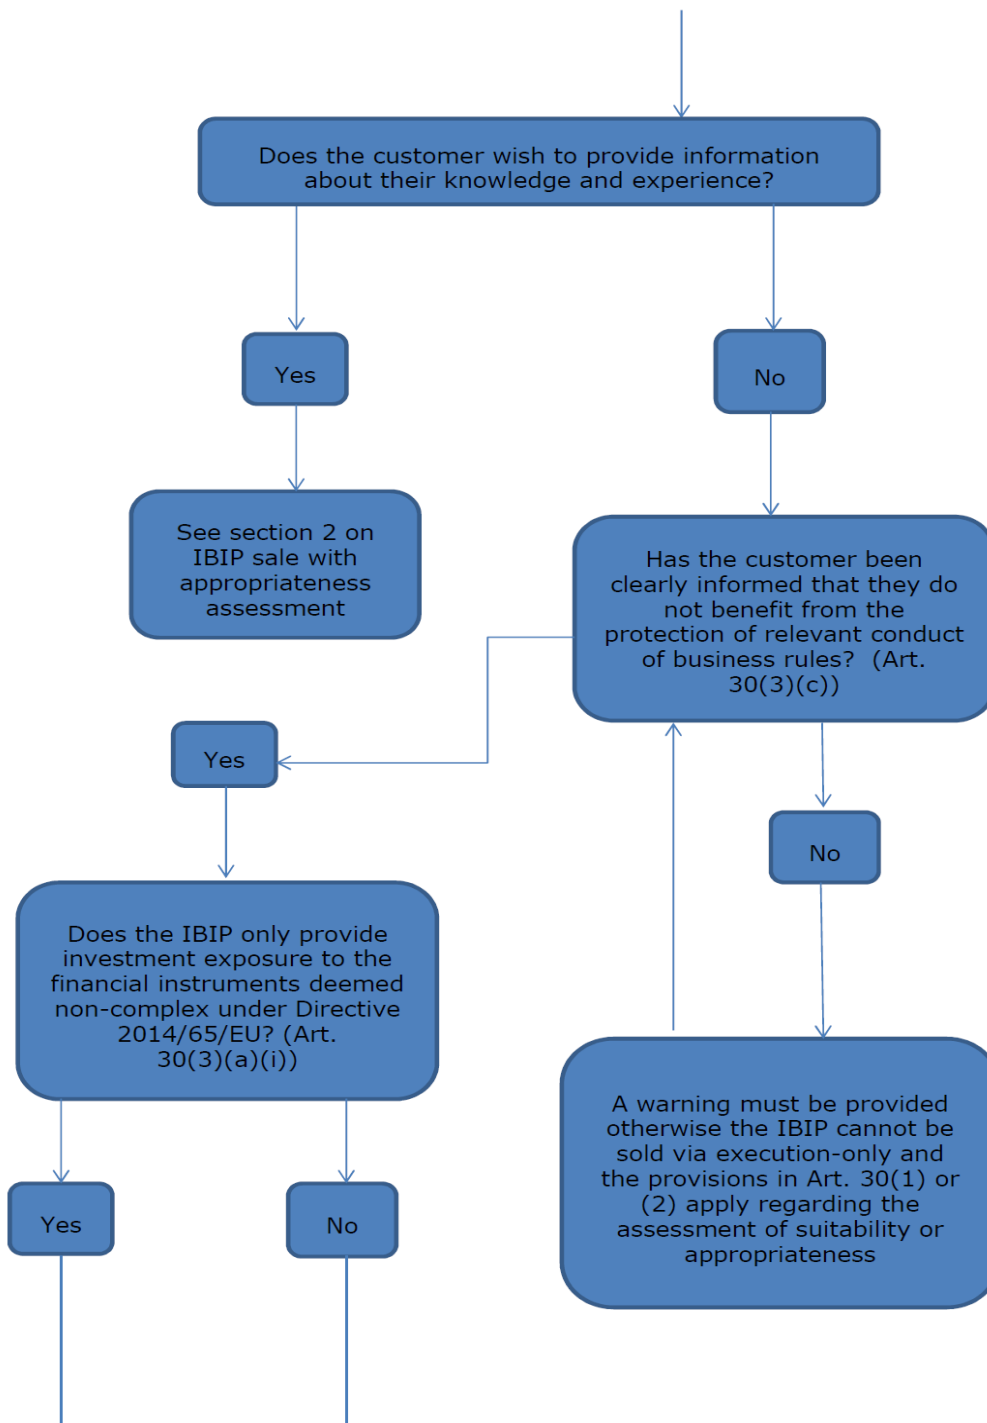 Does the customer wish to provide information
about their knowledge and experience?
Yes
No
See section 2 on
IBIP sale with
appropriateness
assessment
Has the customer been
clearly informed that they do
not benefit from the
protection of relevant conduct
of business rules?  (Art.
30(3)(c))
Yes
No
Does the IBIP only provide
investment exposure to the
financial instruments deemed
non-complex under Directive
2014/65/EU? (Art.
30(3)(a)(i))
A warning must be provided
otherwise the IBIP cannot be
sold via execution-only and
the provisions in Art. 30(1) or
(2) apply regarding the
assessment of suitability or
appropriateness
Yes
No